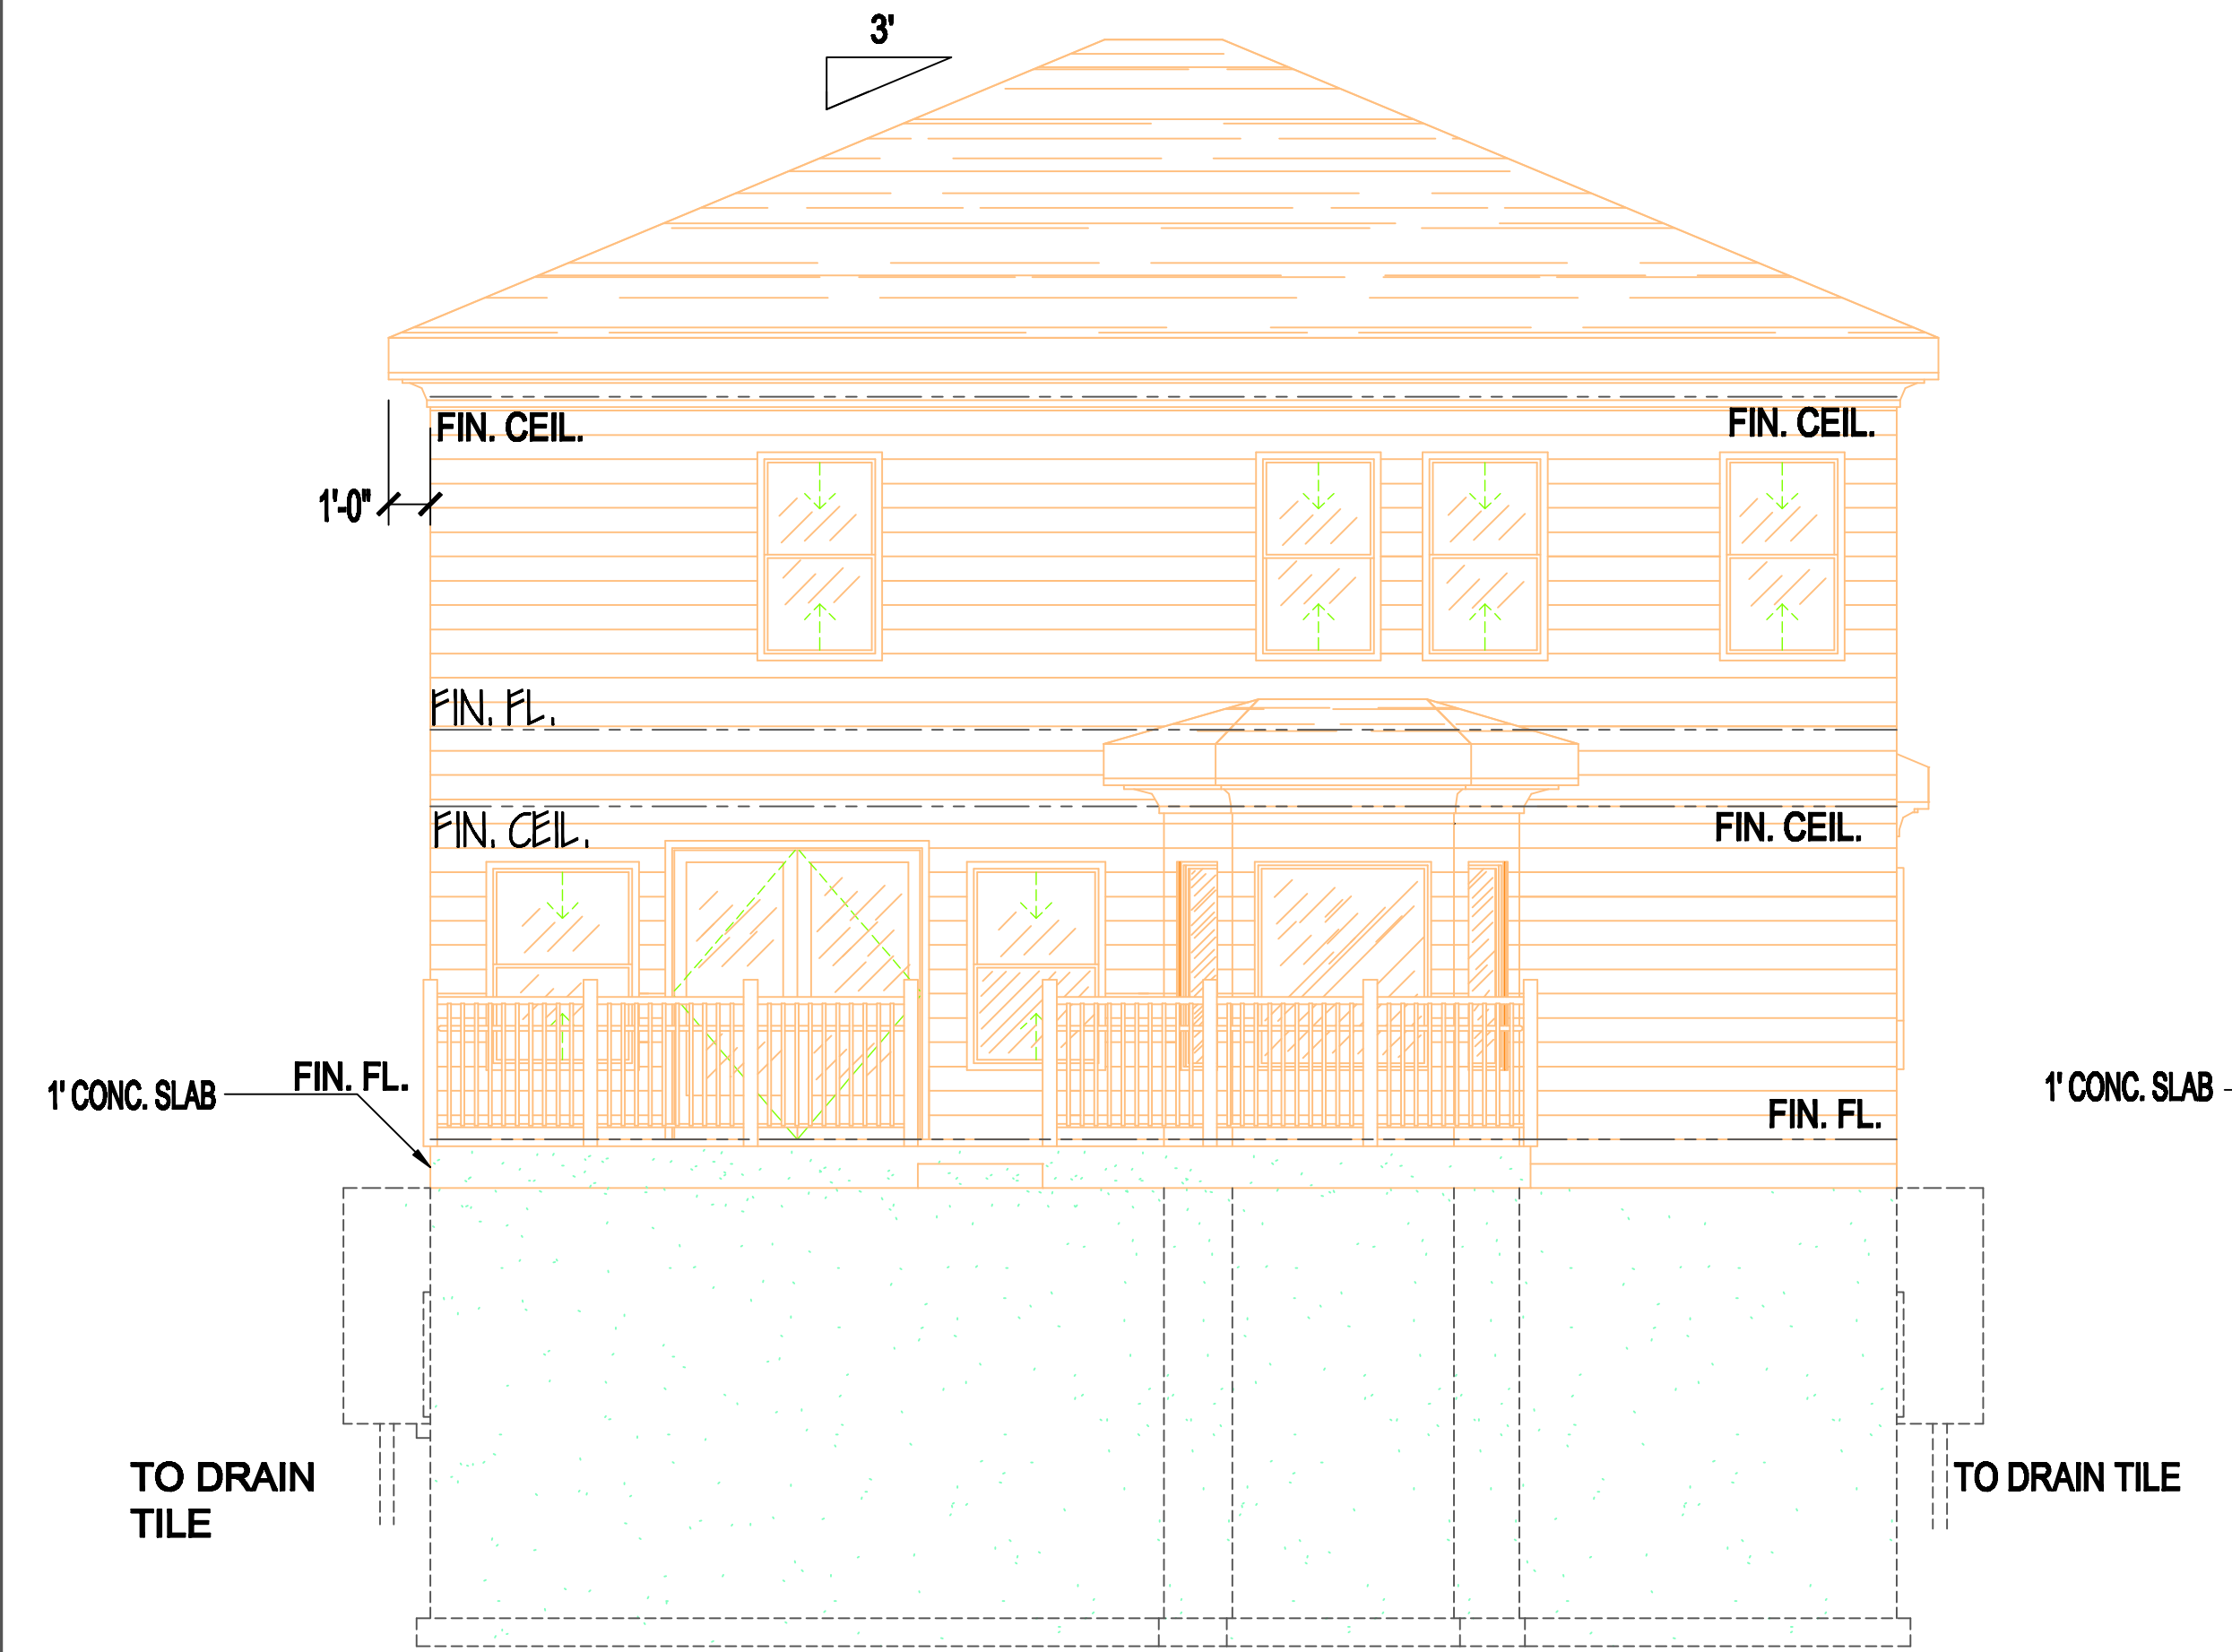 3'
FIN. CEIL.
FIN. CEIL.
1'-0"
FIN. FL.
FIN. CEIL.
FIN. CEIL.
FIN. FL.
1' CONC. SLAB
1' CONC. SLAB
FIN. FL.
TO DRAIN
TILE
TO DRAIN TILE